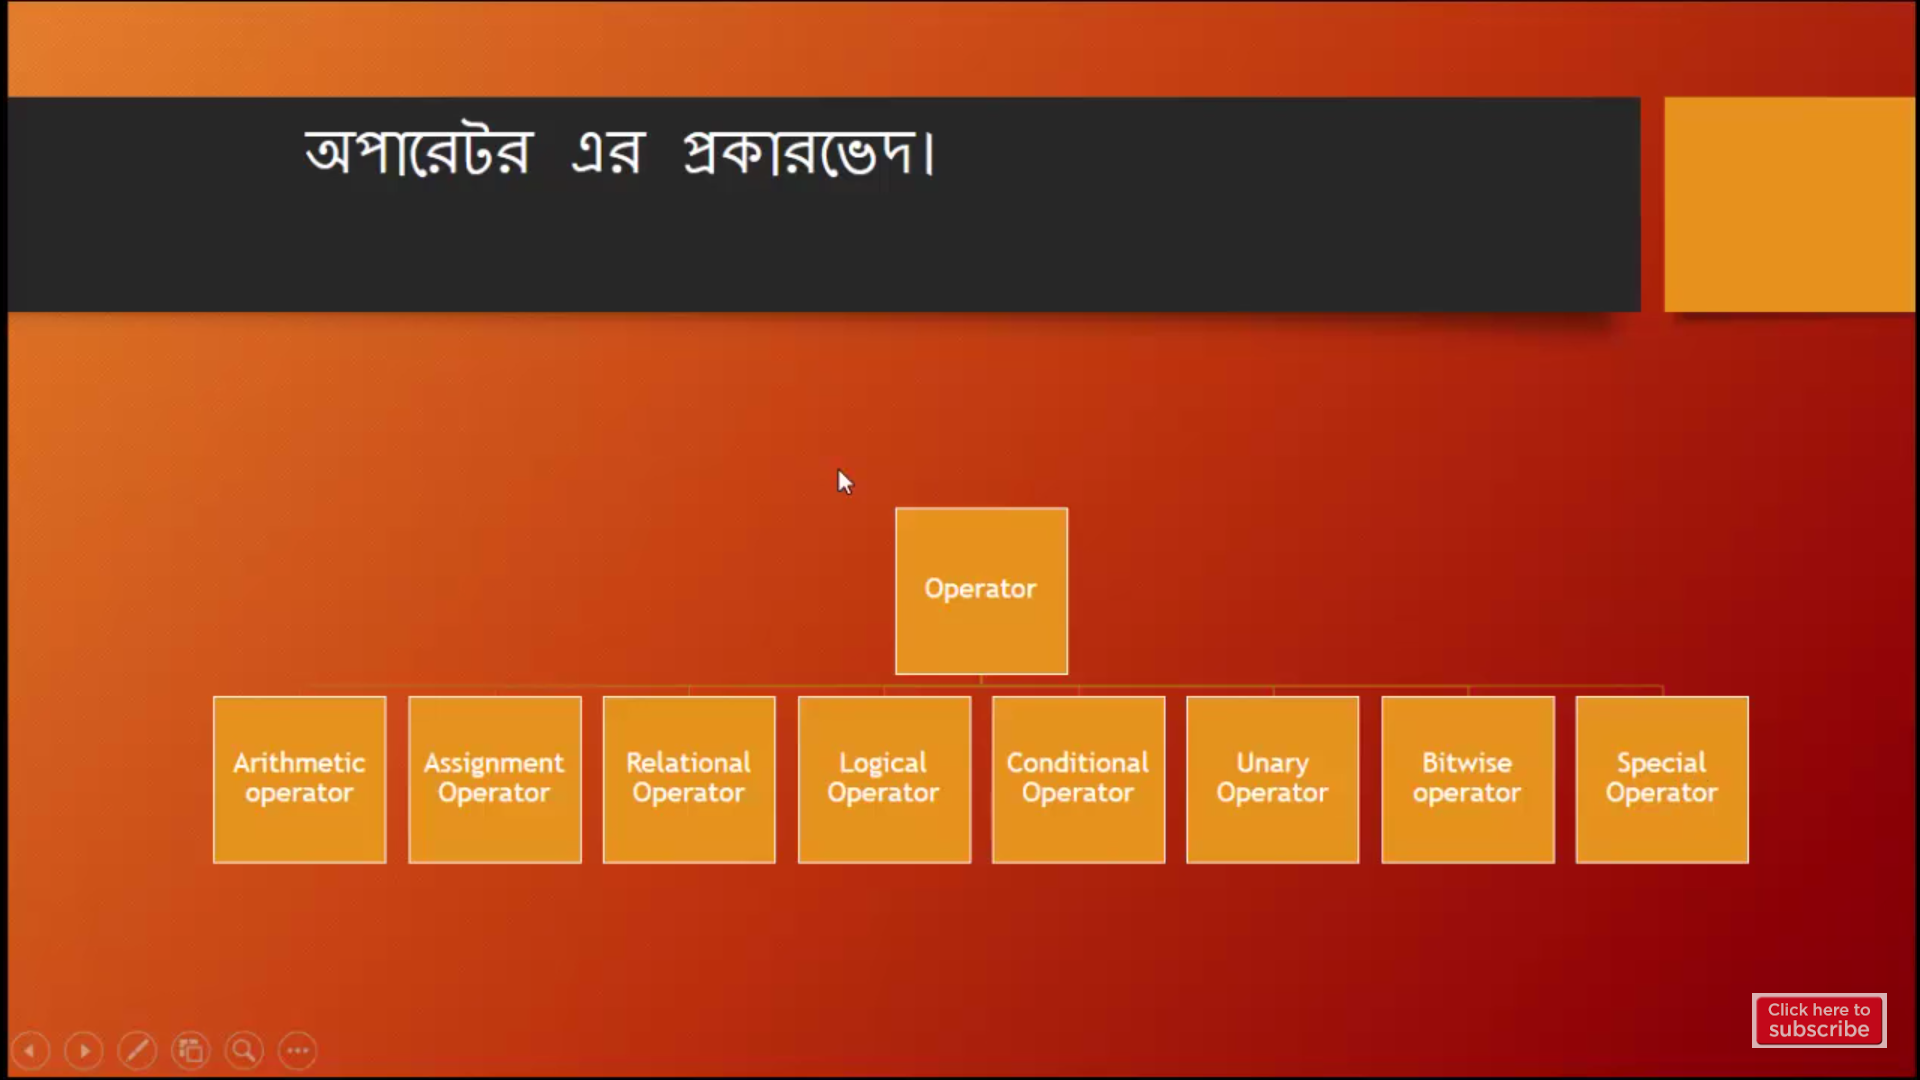 অপারেটর এর প্রকারভেদ।
Operator
Arithmetic
operator
Assignment
Operator
Relational
Operator
Logical
Operator
Conditional
Operator
Unary
Operator
Bitwise
operator
Special
Operator
Click here to
subscribe